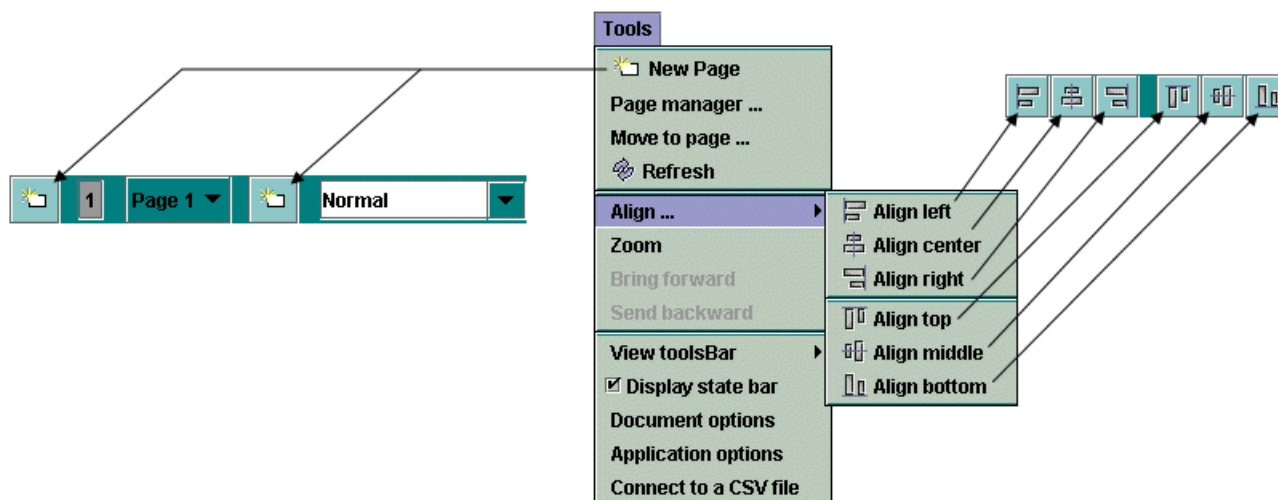 Tools
New Page
Page manager ...
Move to page ...
Refresh
1
Page 1
Normal
Align ...
Zoom
Bring forward
Send backward
Align left
Align center
Align right
Align top
Align middle
Align bottom
View toolsBar
Display state bar
Document options
Application options
Connect to a CSV file